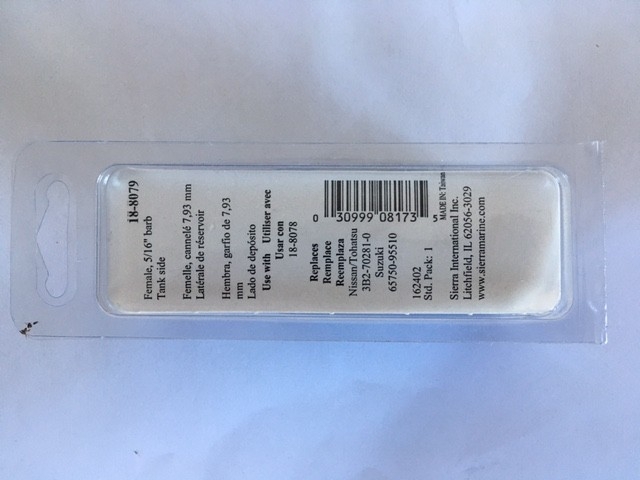 18-8079
Female, 5/16" barb
Tank side
Femelle, cannelé 7,93 mm
Latérale de réservoir
Hembra, garfio de 7,93
mm
Lado de depósito
Use with Utiliser avec
Usar con
18-8078
Replaces
Remplace
Reemplaza
Nissan/Tohatsu
3B2-70281-0
Suzuki
65750-95510
0 30999 08173 5
MADE IN: Taiwan
162402
Std. Pack: 1
Sierra International Inc.
Litchfield, IL 62056-3029
www.sierramarine.com